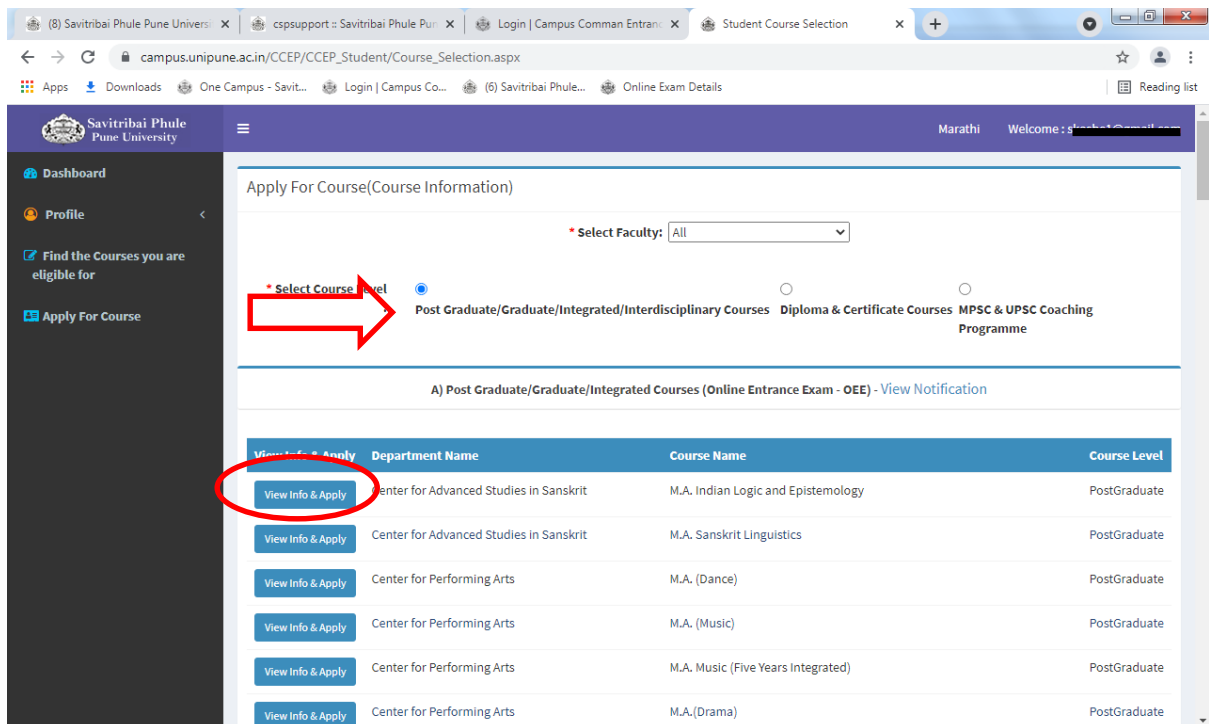 (8) Savitribai Phule Pune Universi
cspsupport :: Savitribai Phule Pun
Login | Campus Comman Entranc
Student Course Selection
campus.unipune.ac.in/CCEP/CCEP_Student/Course_Selection.aspx
Apps Downloads One Campus - Savit... Login | Campus Co... (6) Savitribai Phule... Online Exam Details Reading list
Savitribai Phule
Pune University
Marathi Welcome :
Dashboard
Profile
Find the Courses you are
eligible for
Apply For Course
Apply For Course(Course Information)
* Select Faculty: All
* Select Course Level
Post Graduate/Graduate/Integrated/Interdisciplinary Courses
Diploma & Certificate Courses
MPSC & UPSC Coaching
Programme
A) Post Graduate/Graduate/Integrated Courses (Online Entrance Exam - OEE) - View Notification
View Info & Apply Department Name Course Name Course Level
View Info & Apply Center for Advanced Studies in Sanskrit M.A. Indian Logic and Epistemology PostGraduate
View Info & Apply Center for Advanced Studies in Sanskrit M.A. Sanskrit Linguistics PostGraduate
View Info & Apply Center for Performing Arts M.A. (Dance) PostGraduate
View Info & Apply Center for Performing Arts M.A. (Music) PostGraduate
View Info & Apply Center for Performing Arts M.A. Music (Five Years Integrated) PostGraduate
View Info & Apply Center for Performing Arts M.A.(Drama) PostGraduate